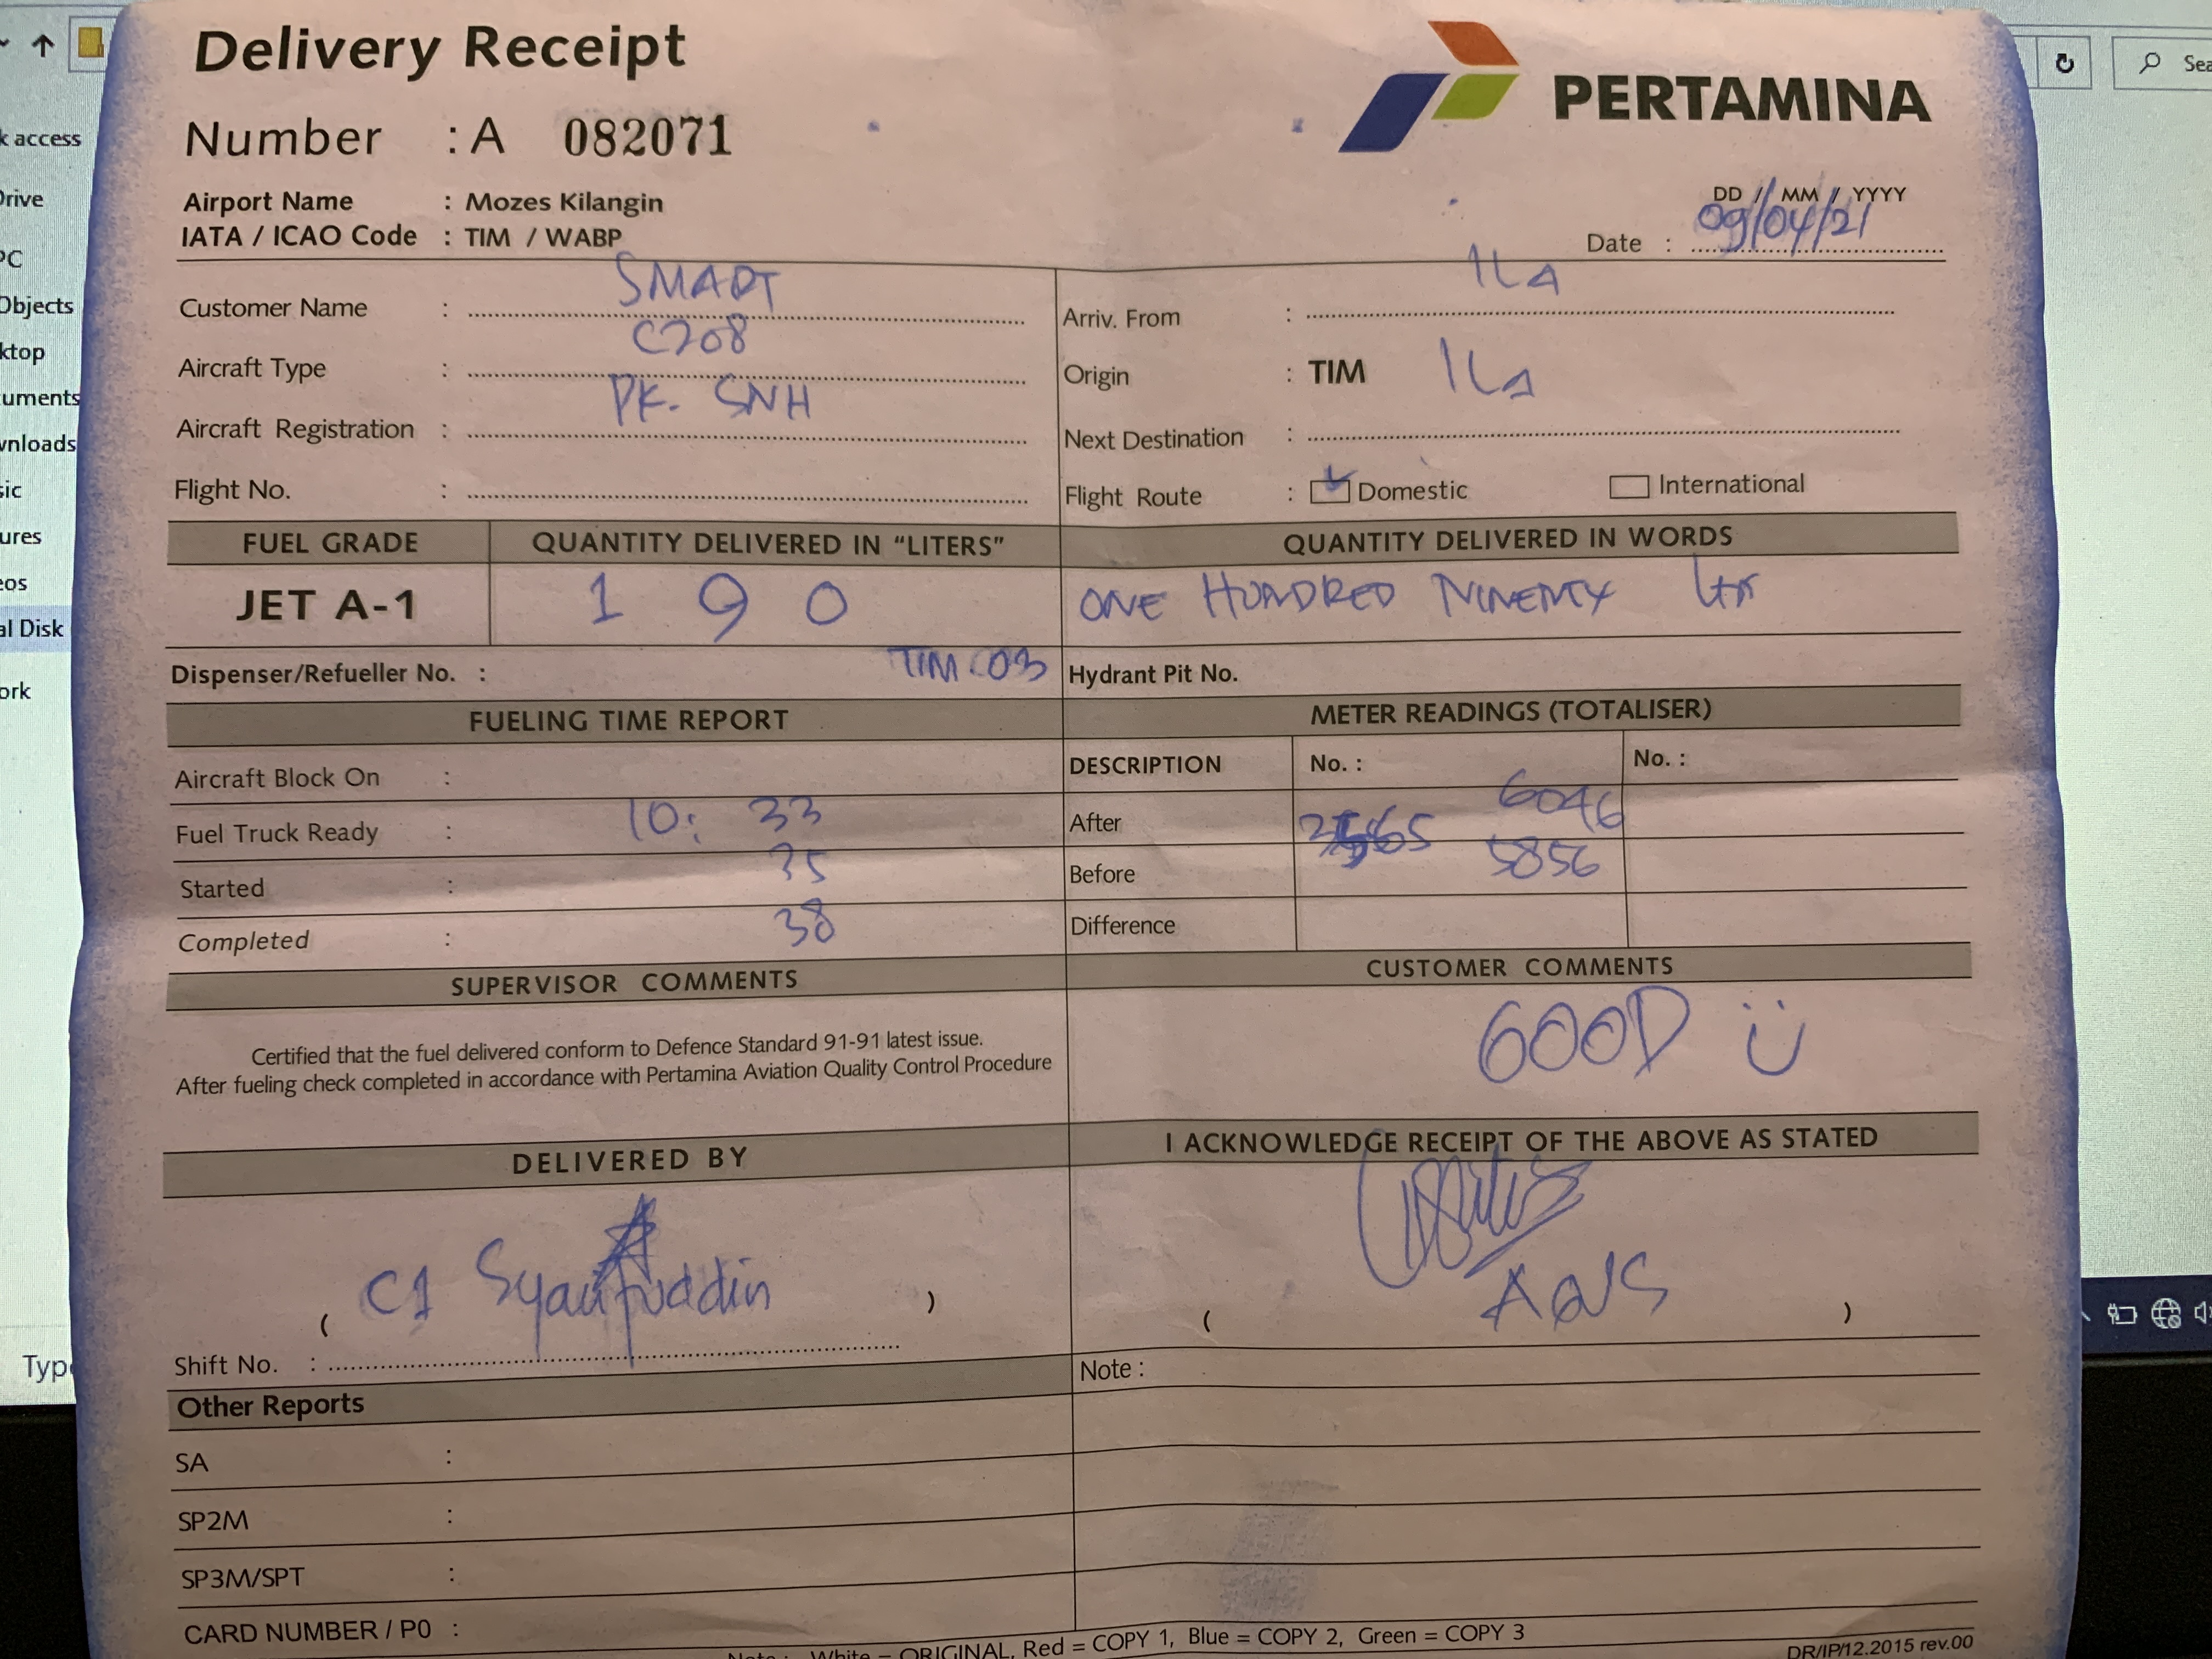 Delivery Receipt
PERTAMINA
Number : A 082071
Airport Name : Mozes Kilangin
IATA / ICAO Code : TIM / WABP
DD / MM / YYYY
Date : 09/04/21
Customer Name : SMART
Arriv. From : ILA
Aircraft Type : C208
Origin : TIM ILA
Aircraft Registration : PK. SNH
Next Destination :
Flight No. :
Flight Route : Domestic International
FUEL GRADE QUANTITY DELIVERED IN “LITERS” QUANTITY DELIVERED IN WORDS
JET A-1 190 ONE HUNDRED NINENTY Ltr
Dispenser/Refueller No. : TIM.03 Hydrant Pit No.
FUELING TIME REPORT METER READINGS (TOTALISER)
Aircraft Block On : DESCRIPTION No. : No. :
Fuel Truck Ready : 10: 33 After 6046
Started : 35 Before 5856
Completed : 38 Difference
SUPERVISOR COMMENTS CUSTOMER COMMENTS
GOOD
Certified that the fuel delivered conform to Defence Standard 91-91 latest issue.
After fueling check completed in accordance with Pertamina Aviation Quality Control Procedure
DELIVERED BY I ACKNOWLEDGE RECEIPT OF THE ABOVE AS STATED
( C1 Syaifuddin ) ( )
Shift No. : Note :
Other Reports
SA :
SP2M :
SP3M/SPT :
CARD NUMBER / P0 :
Note : White = ORIGINAL, Red = COPY 1, Blue = COPY 2, Green = COPY 3
DR/IP/12.2015 rev.00